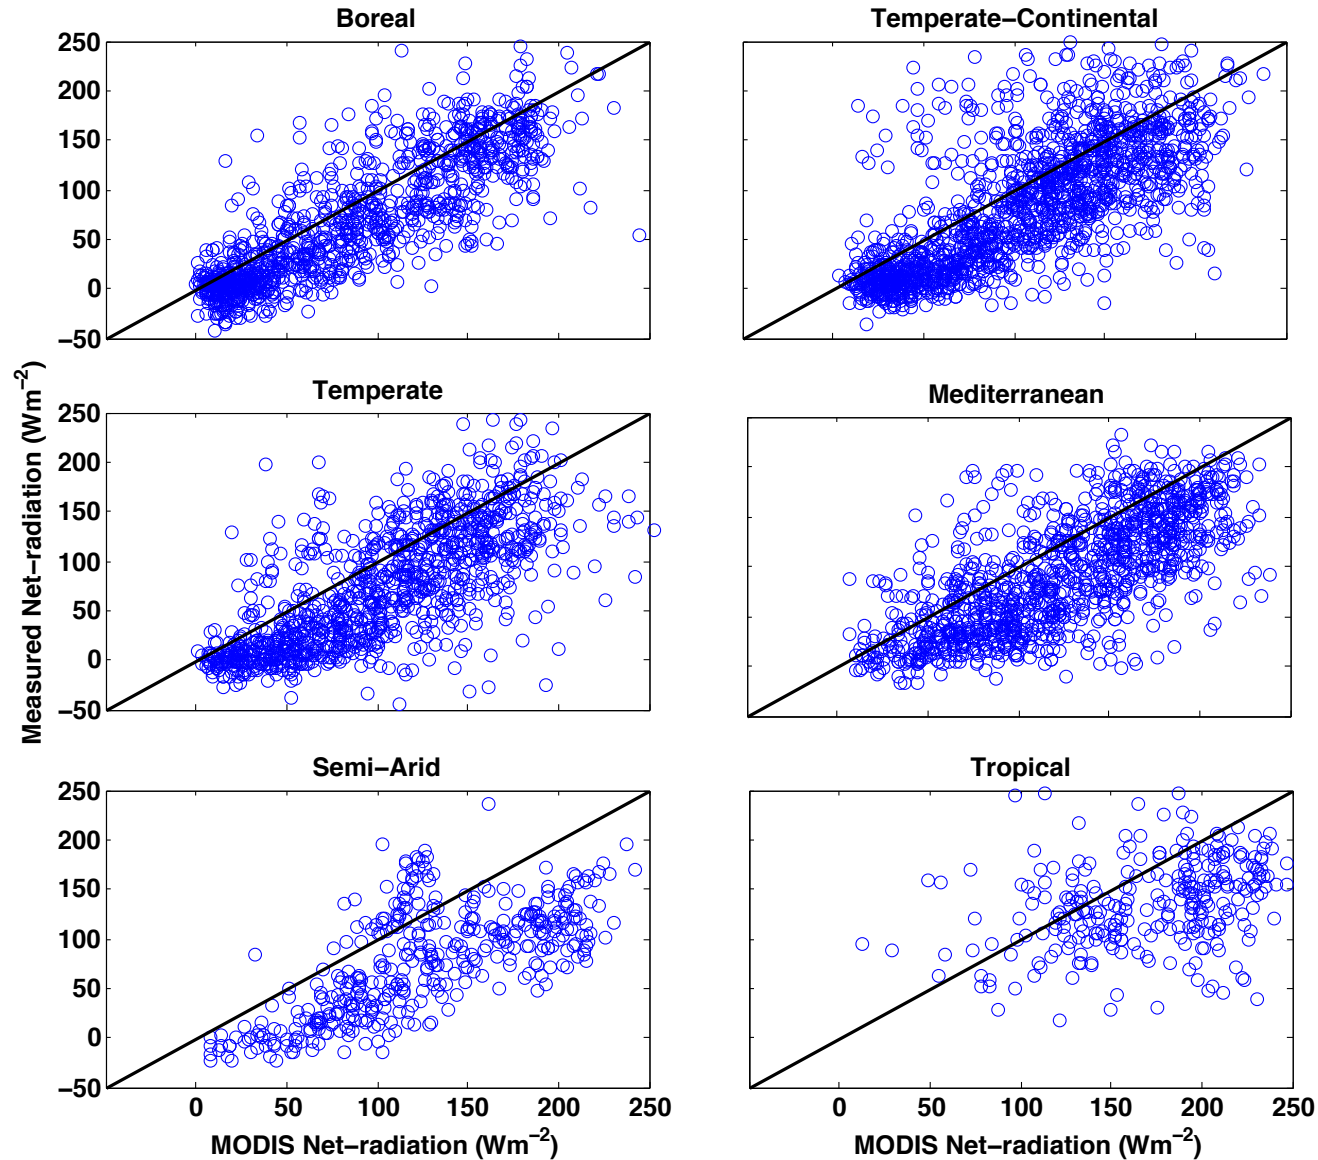 Boreal
Temperate−Continental
250
200
150
100
50
0
−50
Temperate
Mediterranean
250
200
150
100
50
0
−50
Measured Net−radiation (Wm−2)
Semi−Arid
Tropical
250
200
150
100
50
0
−50
0 50 100 150 200 250
0 50 100 150 200 250
MODIS Net−radiation (Wm−2)
MODIS Net−radiation (Wm−2)